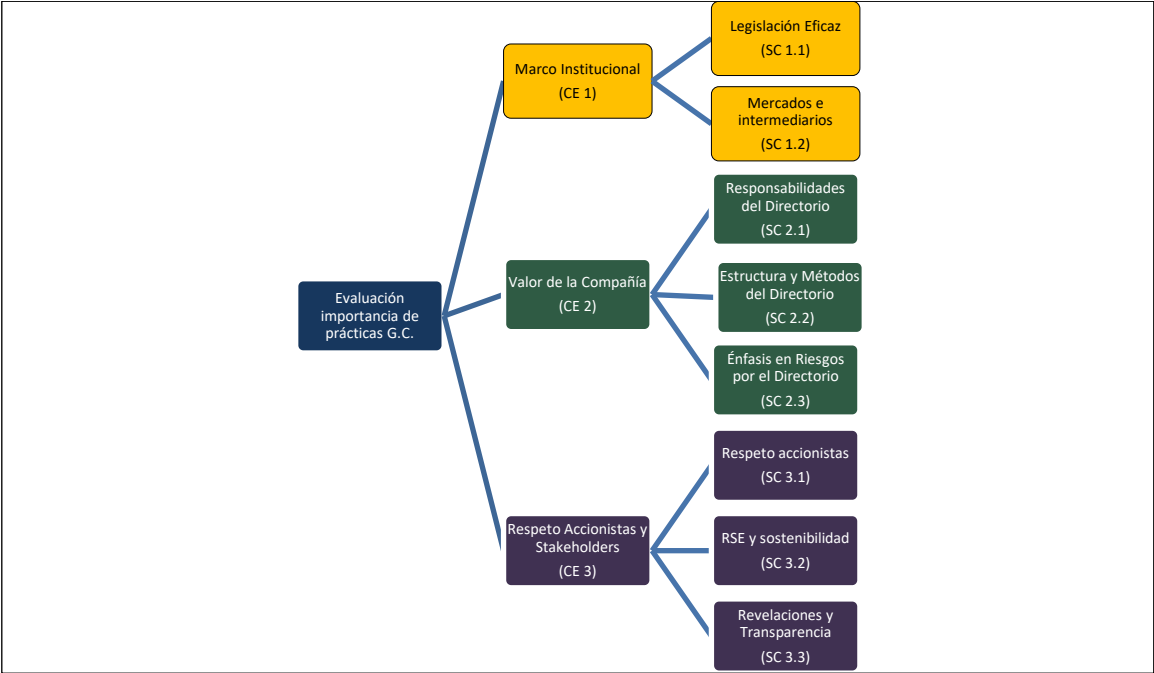 Evaluación
importancia de
prácticas G.C.
Marco Institucional
(CE 1)
Legislación Eficaz
(SC 1.1)
Mercados e
intermediarios
(SC 1.2)
Valor de la Compañía
(CE 2)
Responsabilidades
del Directorio
(SC 2.1)
Estructura y Métodos
del Directorio
(SC 2.2)
Énfasis en Riesgos
por el Directorio
(SC 2.3)
Respeto Accionistas y
Stakeholders
(CE 3)
Respeto accionistas
(SC 3.1)
RSE y sostenibilidad
(SC 3.2)
Revelaciones y
Transparencia
(SC 3.3)